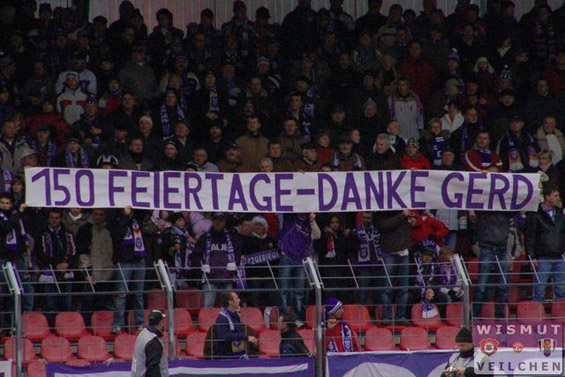 150 FEIERTAGE-DANKE GERD
WISMUT
VEILCHEN